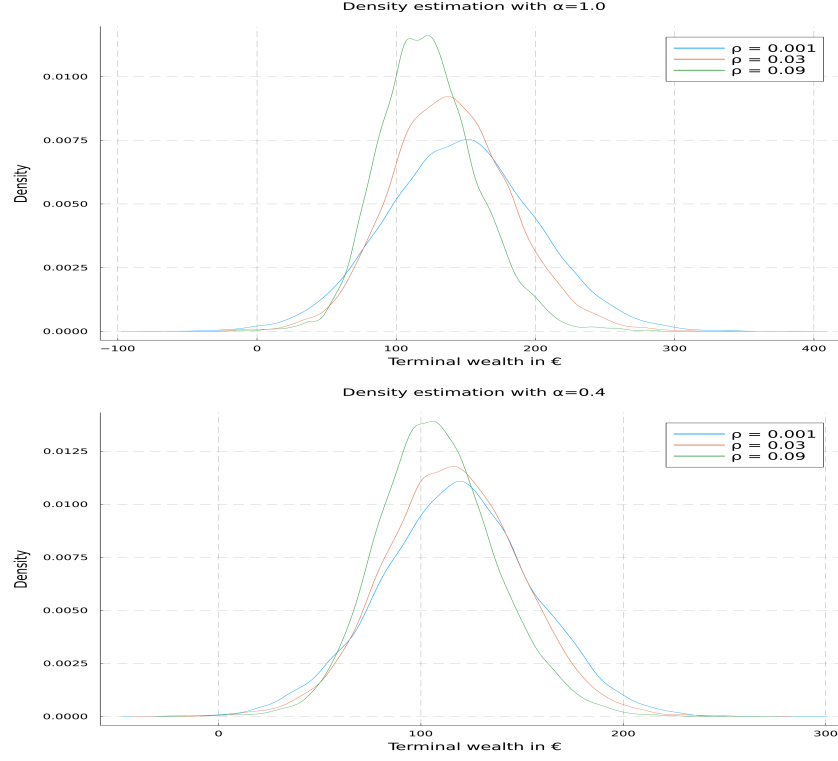 Density estimation with α=1.0
ρ = 0.001
ρ = 0.03
ρ = 0.09
Density
0.0100
0.0075
0.0050
0.0025
0.0000
−100 0 100 200 300 400
Terminal wealth in €
Density estimation with α=0.4
ρ = 0.001
ρ = 0.03
ρ = 0.09
Density
0.0125
0.0100
0.0075
0.0050
0.0025
0.0000
0 100 200 300
Terminal wealth in €